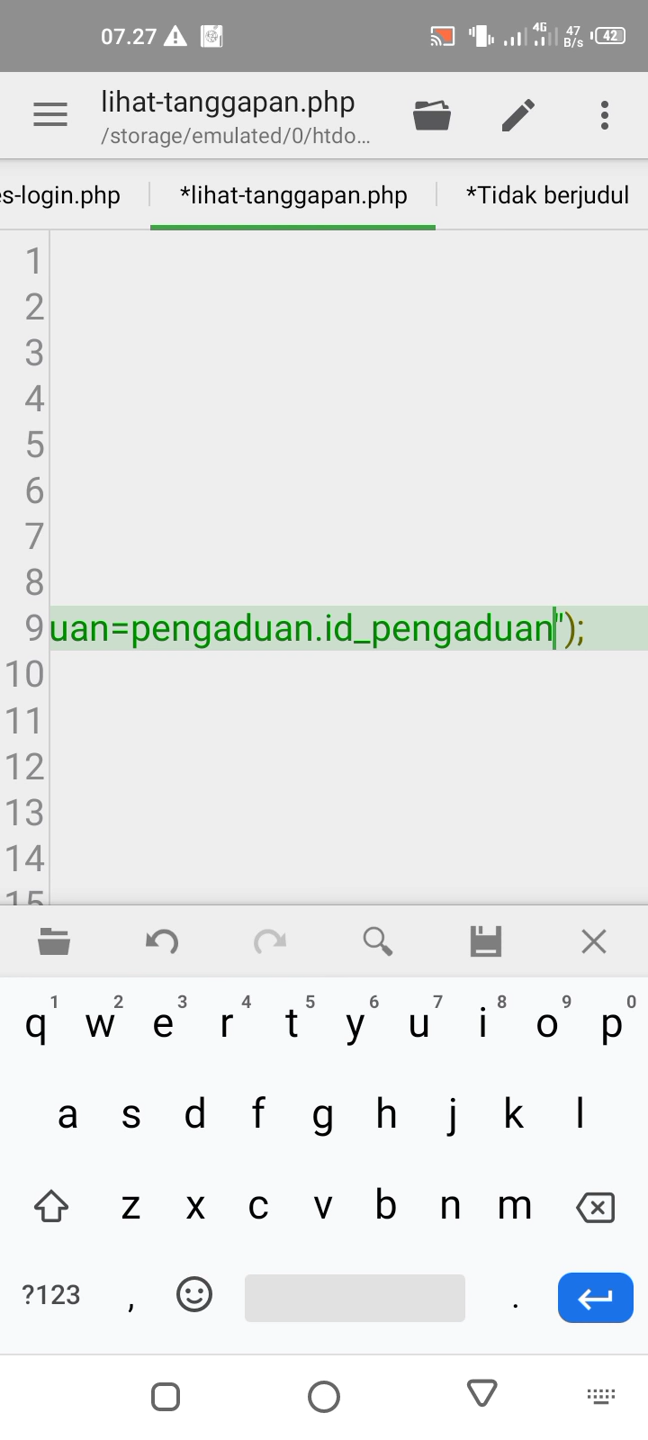 07.27
4G
47
B/s
42
lihat-tanggapan.php
/storage/emulated/0/htdo...
s-login.php
*lihat-tanggapan.php
*Tidak berjudul
1
2
3
4
5
6
7
8
9 uan=pengaduan.id_pengaduan");
10
11
12
13
14
15
1 2 3 4 5 6 7 8 9 0
q w e r t y u i o p
a s d f g h j k l
z x c v b n m
?123 , .